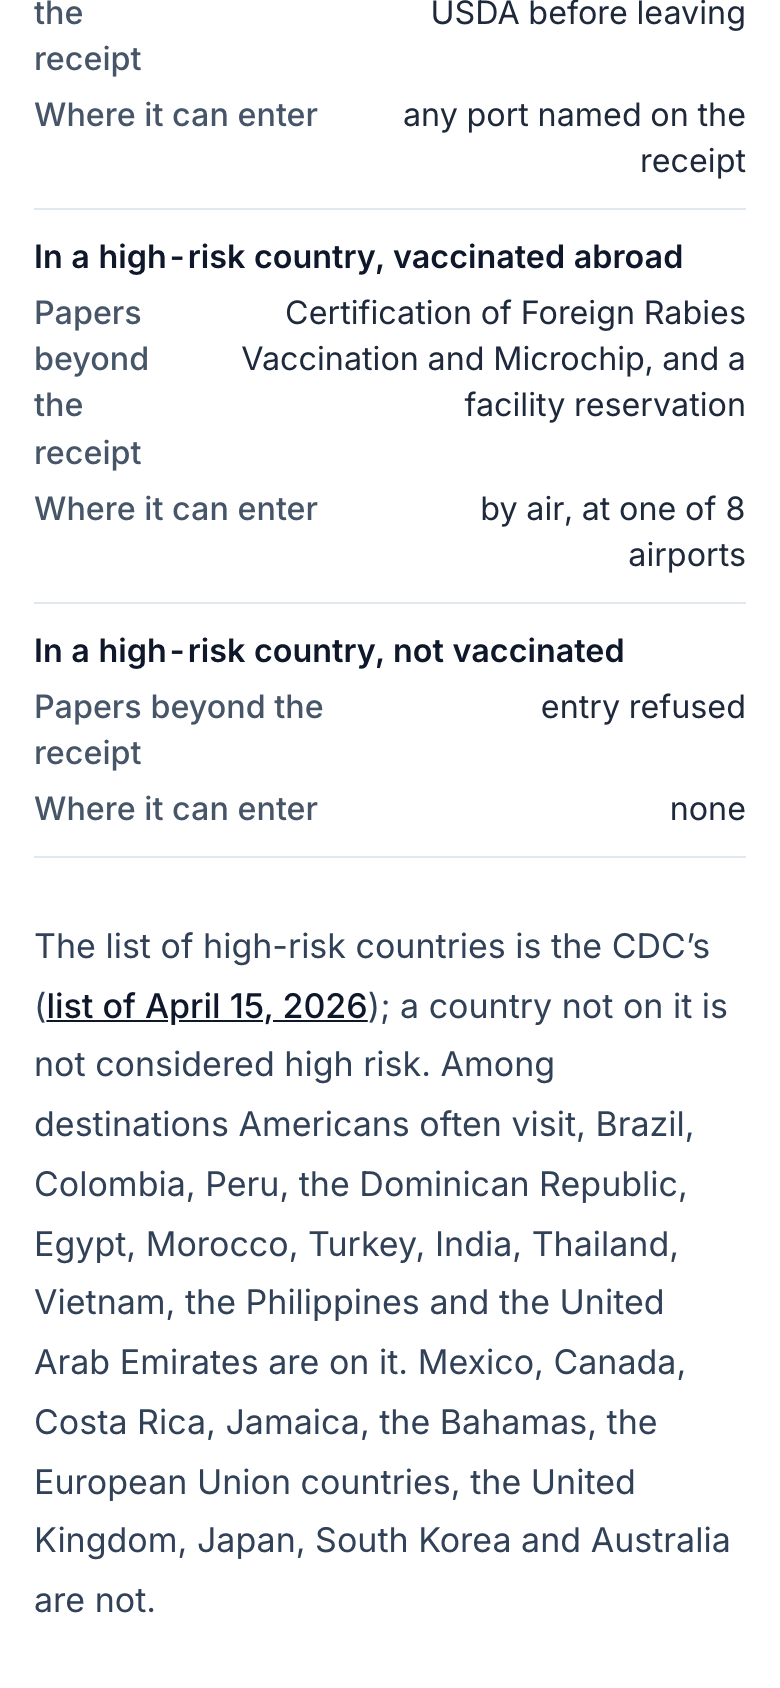 the
receipt
USDA before leaving
Where it can enter
any port named on the
receipt
In a high-risk country, vaccinated abroad
Papers
beyond
the
receipt
Certification of Foreign Rabies
Vaccination and Microchip, and a
facility reservation
Where it can enter
by air, at one of 8
airports
In a high-risk country, not vaccinated
Papers beyond the
receipt
entry refused
Where it can enter
none
The list of high-risk countries is the CDC’s
(list of April 15, 2026); a country not on it is
not considered high risk. Among
destinations Americans often visit, Brazil,
Colombia, Peru, the Dominican Republic,
Egypt, Morocco, Turkey, India, Thailand,
Vietnam, the Philippines and the United
Arab Emirates are on it. Mexico, Canada,
Costa Rica, Jamaica, the Bahamas, the
European Union countries, the United
Kingdom, Japan, South Korea and Australia
are not.